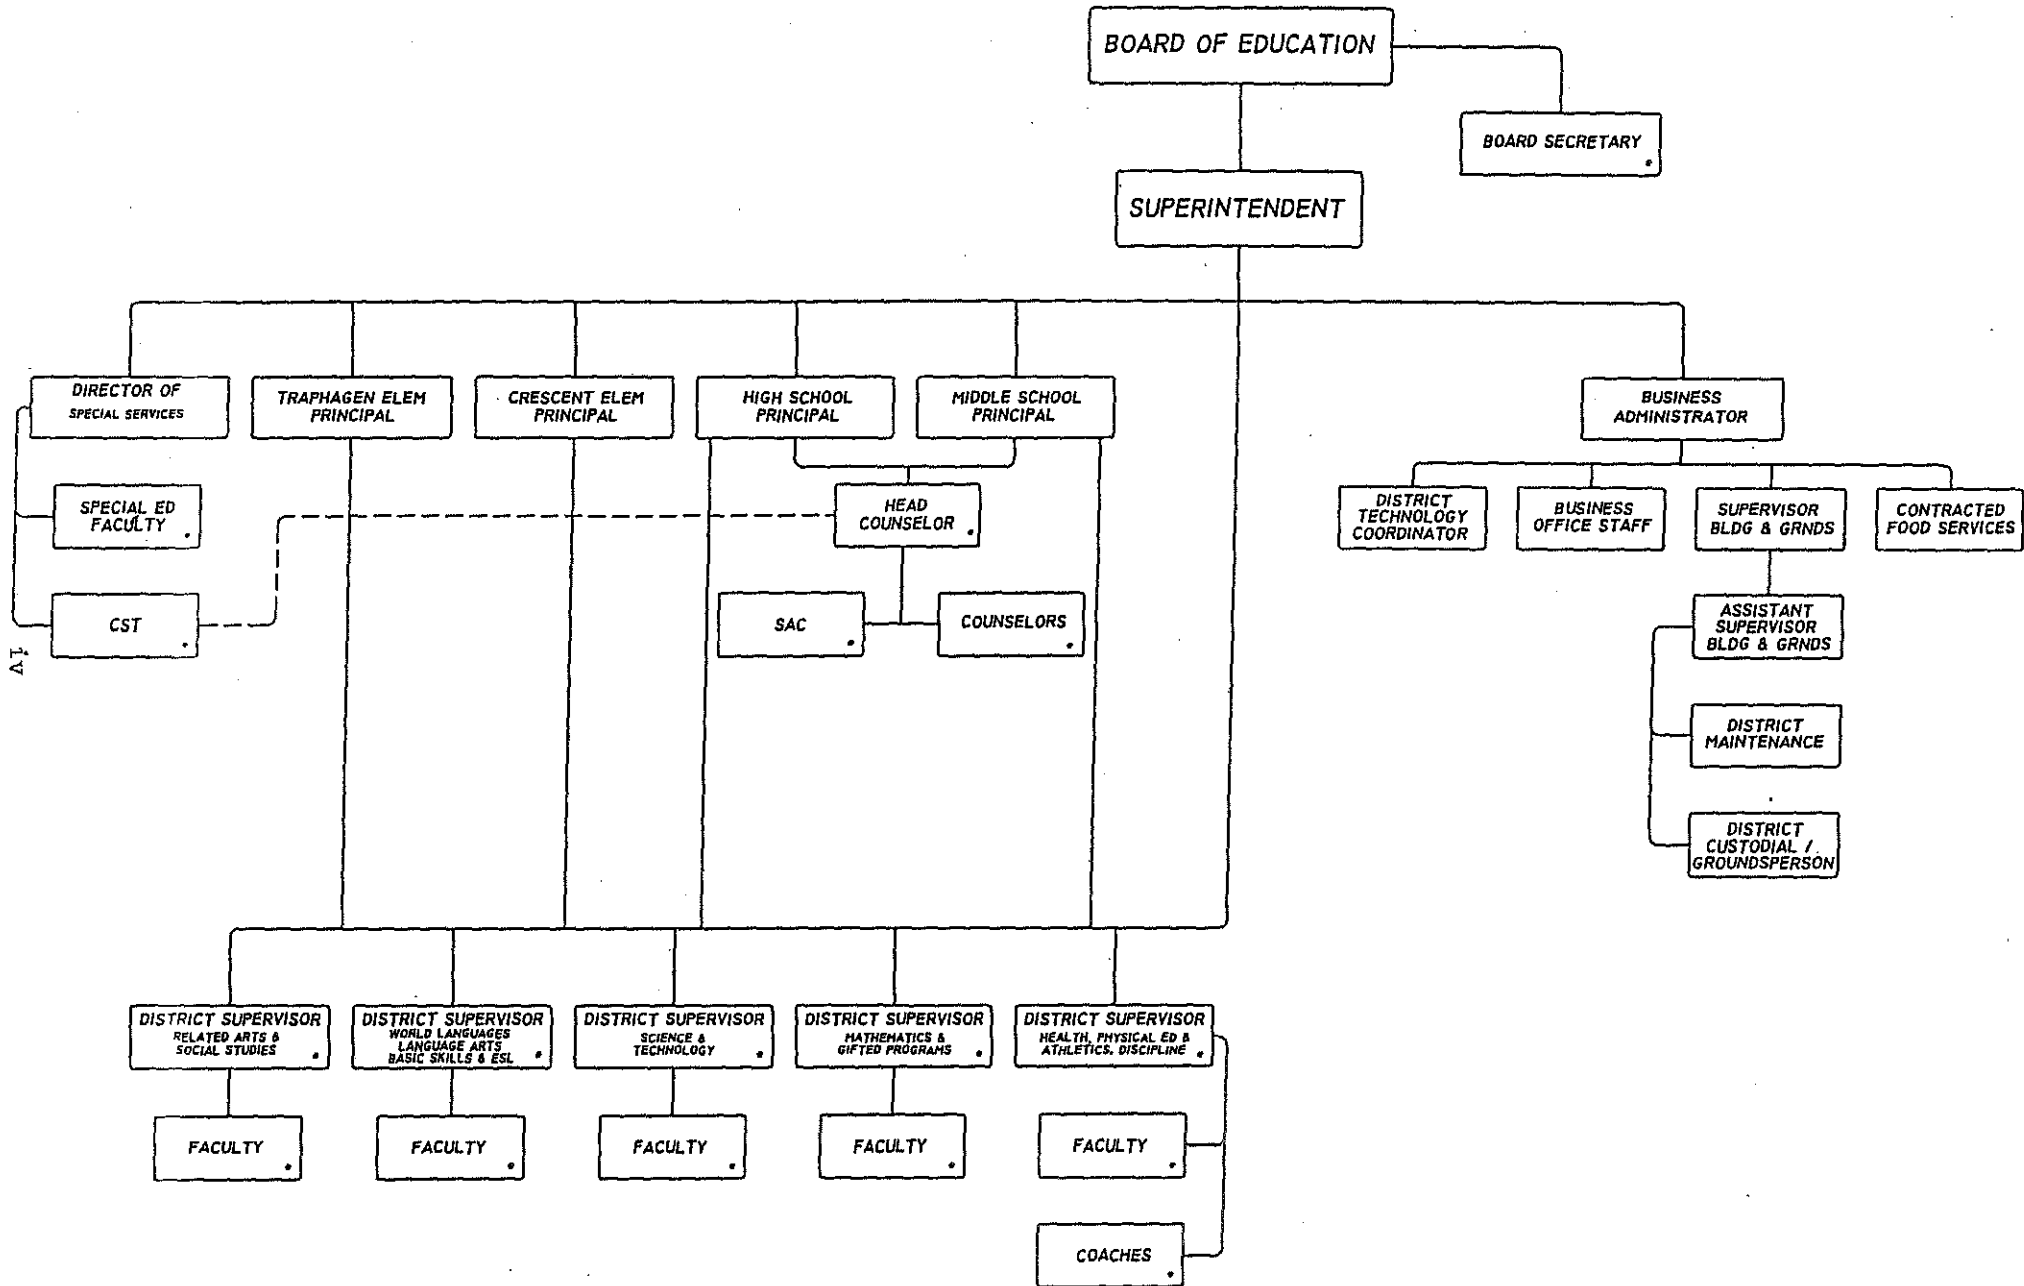 BOARD OF EDUCATION
BOARD SECRETARY
SUPERINTENDENT
DIRECTOR OF
SPECIAL SERVICES
TRAPHAGEN ELEM
PRINCIPAL
CRESCENT ELEM
PRINCIPAL
HIGH SCHOOL
PRINCIPAL
MIDDLE SCHOOL
PRINCIPAL
BUSINESS
ADMINISTRATOR
SPECIAL ED
FACULTY
HEAD
COUNSELOR
DISTRICT
TECHNOLOGY
COORDINATOR
BUSINESS
OFFICE STAFF
SUPERVISOR
BLDG & GRNDS
CONTRACTED
FOOD SERVICES
CST
SAC
COUNSELORS
ASSISTANT
SUPERVISOR
BLDG & GRNDS
iv
DISTRICT
MAINTENANCE
DISTRICT
CUSTODIAL /
GROUNDSPERSON
DISTRICT SUPERVISOR
RELATED ARTS &
SOCIAL STUDIES
DISTRICT SUPERVISOR
WORLD LANGUAGES
LANGUAGE ARTS
BASIC SKILLS & ESL
DISTRICT SUPERVISOR
SCIENCE &
TECHNOLOGY
DISTRICT SUPERVISOR
MATHEMATICS &
GIFTED PROGRAMS
DISTRICT SUPERVISOR
HEALTH, PHYSICAL ED &
ATHLETICS, DISCIPLINE
FACULTY
FACULTY
FACULTY
FACULTY
FACULTY
COACHES